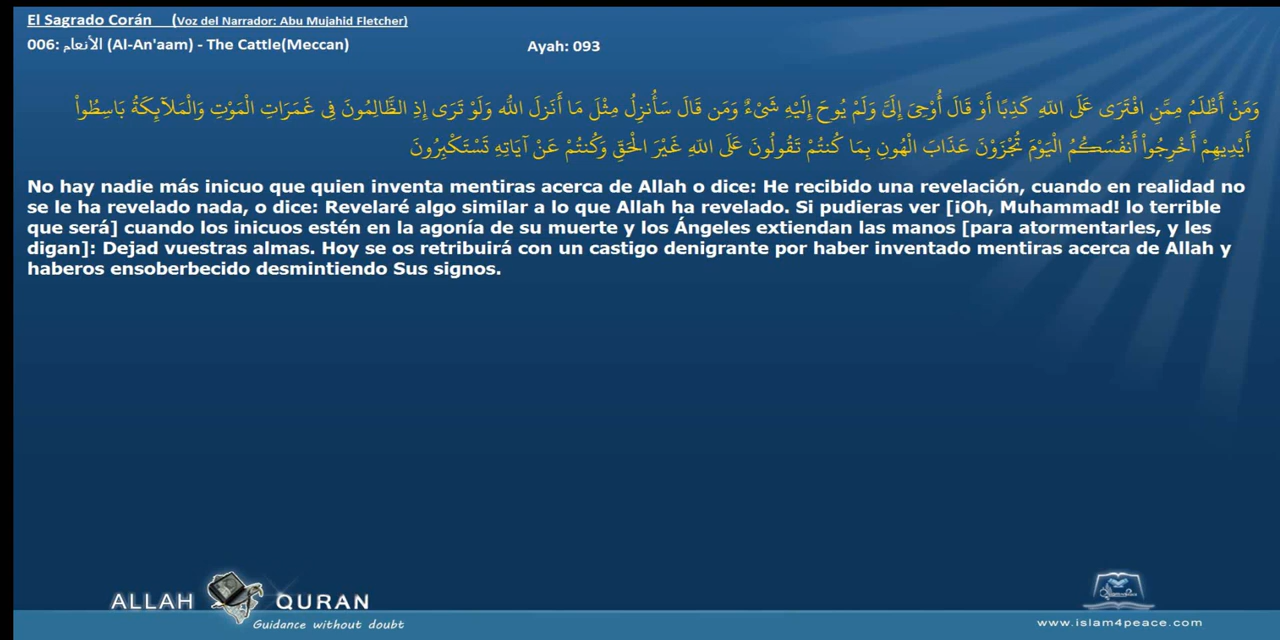 El Sagrado Corán (Voz del Narrador: Abu Mujahid Fletcher)
006: الأنعام (Al-An'aam) - The Cattle(Meccan) Ayah: 093
وَمَنْ أَظْلَمُ مِمَّنِ افْتَرَى عَلَى اللّهِ كَذِبًا أَوْ قَالَ أُوْحِيَ إِلَيَّ وَلَمْ يُوحَ إِلَيْهِ شَيْءٌ وَمَن قَالَ سَأُنزِلُ مِثْلَ مَا أَنَزلَ اللّهُ وَلَوْ تَرَى إِذِ الظَّالِمُونَ فِي غَمَرَاتِ الْمَوْتِ وَالْمَلآئِكَةُ بَاسِطُواْ
أَيْدِيهِمْ أَخْرِجُواْ أَنفُسَكُمُ الْيَوْمَ تُجْزَوْنَ عَذَابَ الْهُونِ بِمَا كُنتُمْ تَقُولُونَ عَلَى اللّهِ غَيْرَ الْحَقِّ وَكُنتُمْ عَنْ آيَاتِهِ تَسْتَكْبِرُونَ
No hay nadie más inicuo que quien inventa mentiras acerca de Allah o dice: He recibido una revelación, cuando en realidad no
se le ha revelado nada, o dice: Revelaré algo similar a lo que Allah ha revelado. Si pudieras ver [¡Oh, Muhammad! lo terrible
que será] cuando los inicuos estén en la agonía de su muerte y los Ángeles extiendan las manos [para atormentarles, y les
digan]: Dejad vuestras almas. Hoy se os retribuirá con un castigo denigrante por haber inventado mentiras acerca de Allah y
haberos ensoberbecido desmintiendo Sus signos.
ALLAH QURAN
Guidance without doubt
www.islam4peace.com